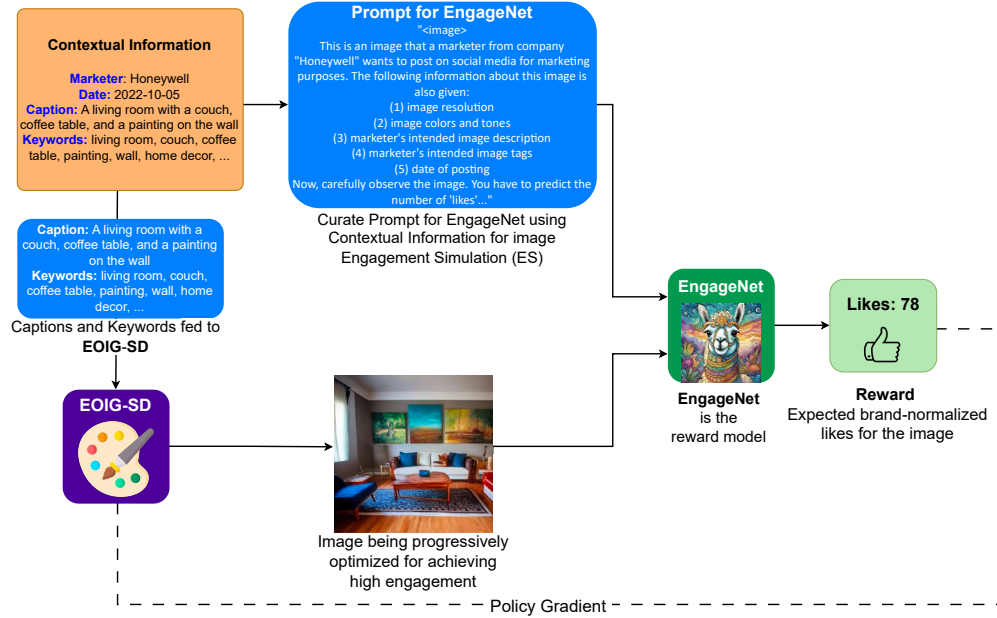 Contextual Information
Marketer: Honeywell
Date: 2022-10-05
Caption: A living room with a couch,
coffee table, and a painting on the wall
Keywords: living room, couch, coffee
table, painting, wall, home decor, ...
Prompt for EngageNet
"<image>
This is an image that a marketer from company
"Honeywell" wants to post on social media for marketing
purposes. The following information about this image is
also given:
(1) image resolution
(2) image colors and tones
(3) marketer's intended image description
(4) marketer's intended image tags
(5) date of posting
Now, carefully observe the image. You have to predict the
number of 'likes'..."
Curate Prompt for EngageNet using
Contextual Information for image
Engagement Simulation (ES)
Caption: A living room with a
couch, coffee table, and a painting
on the wall
Keywords: living room, couch,
coffee table, painting, wall, home
decor, ...
Captions and Keywords fed to
EOIG-SD
EOIG-SD
Image being progressively
optimized for achieving
high engagement
EngageNet
EngageNet
is the
reward model
Likes: 78
Reward
Expected brand-normalized
likes for the image
Policy Gradient